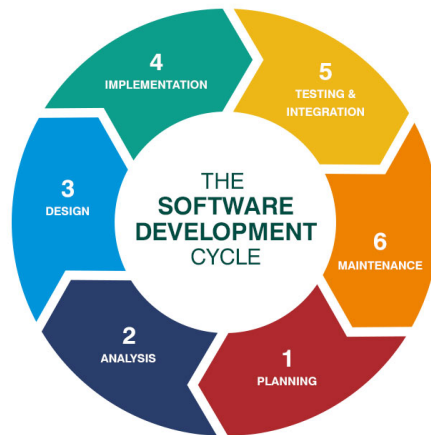 THE
SOFTWARE
DEVELOPMENT
CYCLE
1
PLANNING
2
ANALYSIS
3
DESIGN
4
IMPLEMENTATION
5
TESTING &
INTEGRATION
6
MAINTENANCE